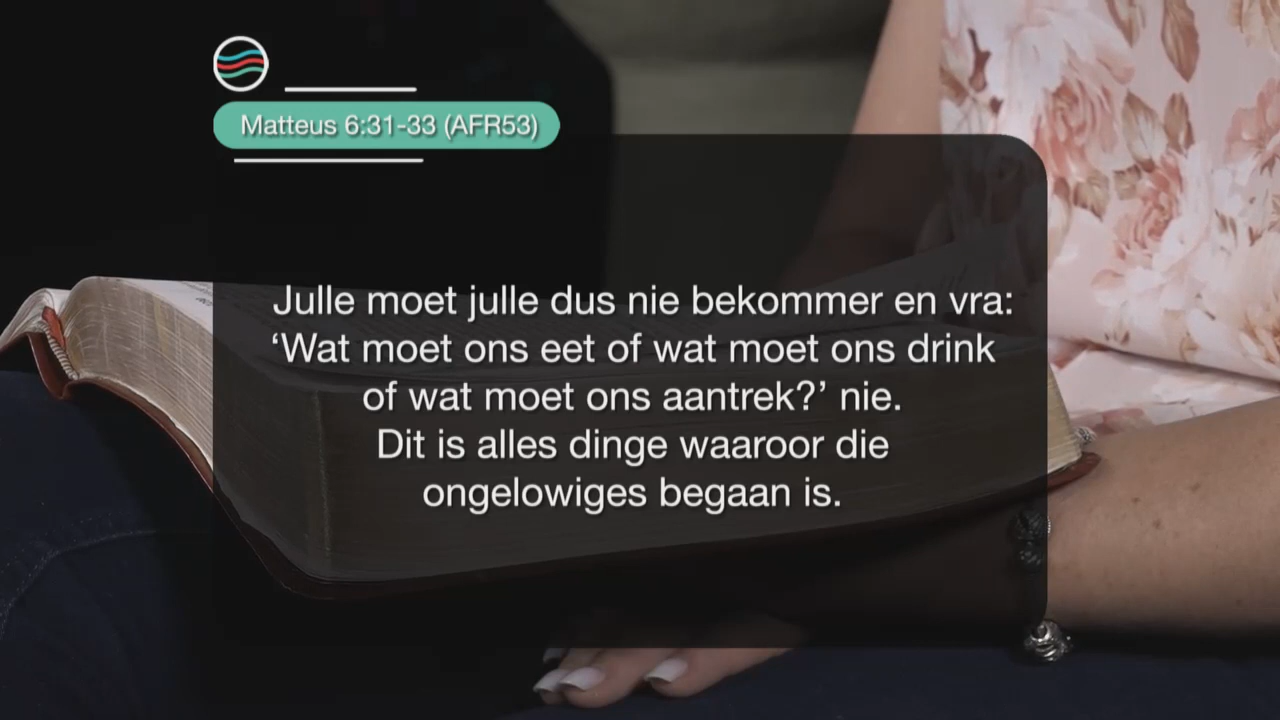 Matteus 6:31-33 (AFR53)
Julle moet julle dus nie bekommer en vra:
‘Wat moet ons eet of wat moet ons drink
of wat moet ons aantrek?’ nie.
Dit is alles dinge waaroor die
ongelowiges begaan is.